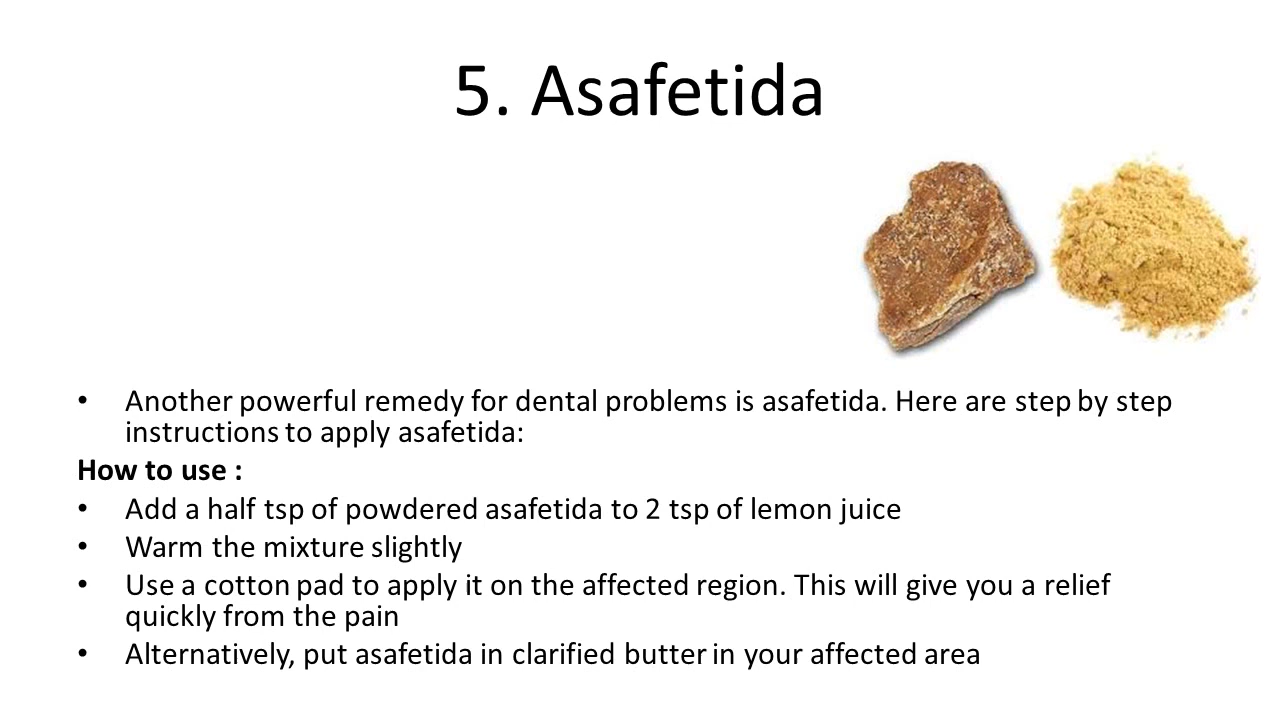 5. Asafetida
• Another powerful remedy for dental problems is asafetida. Here are step by step
instructions to apply asafetida:
How to use :
• Add a half tsp of powdered asafetida to 2 tsp of lemon juice
• Warm the mixture slightly
• Use a cotton pad to apply it on the affected region. This will give you a relief
quickly from the pain
• Alternatively, put asafetida in clarified butter in your affected area